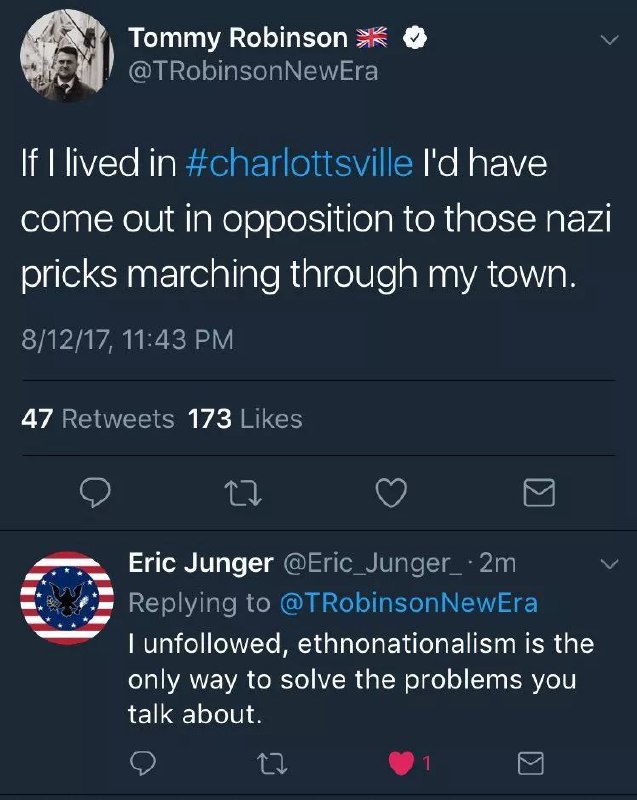 Tommy Robinson 🇬🇧
@TRobinsonNewEra
If I lived in #charlottsville I'd have
come out in opposition to those nazi
pricks marching through my town.
8/12/17, 11:43 PM
47 Retweets 173 Likes
Eric Junger @Eric_Junger_ · 2m
Replying to @TRobinsonNewEra
I unfollowed, ethnonationalism is the
only way to solve the problems you
talk about.
1